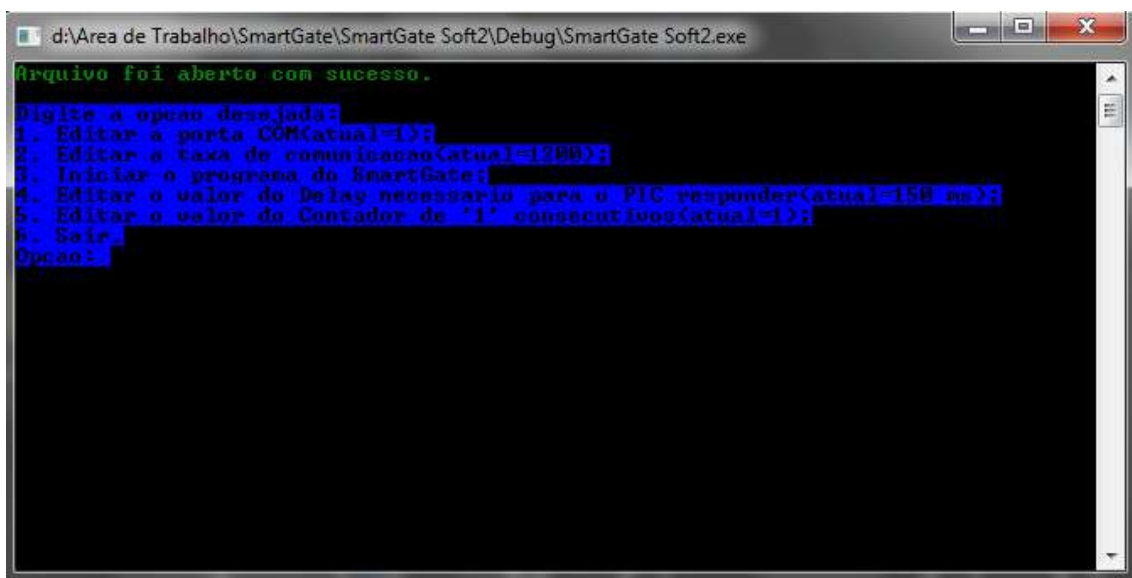 d:\Area de Trabalho\SmartGate\SmartGate Soft2\Debug\SmartGate Soft2.exe
Arquivo foi aberto com sucesso.
Digite a opcao desejada:
1. Editar a porta COM(atual=1);
2. Editar a taxa de comunicacao(atual=1200);
3. Iniciar o programa do SmartGate;
4. Editar o valor do Delay necessario para o PIC responder(atual=150 ms);
5. Editar o valor do Contador de '1' consecutivos(atual=1);
6. Sair.
Opcao: